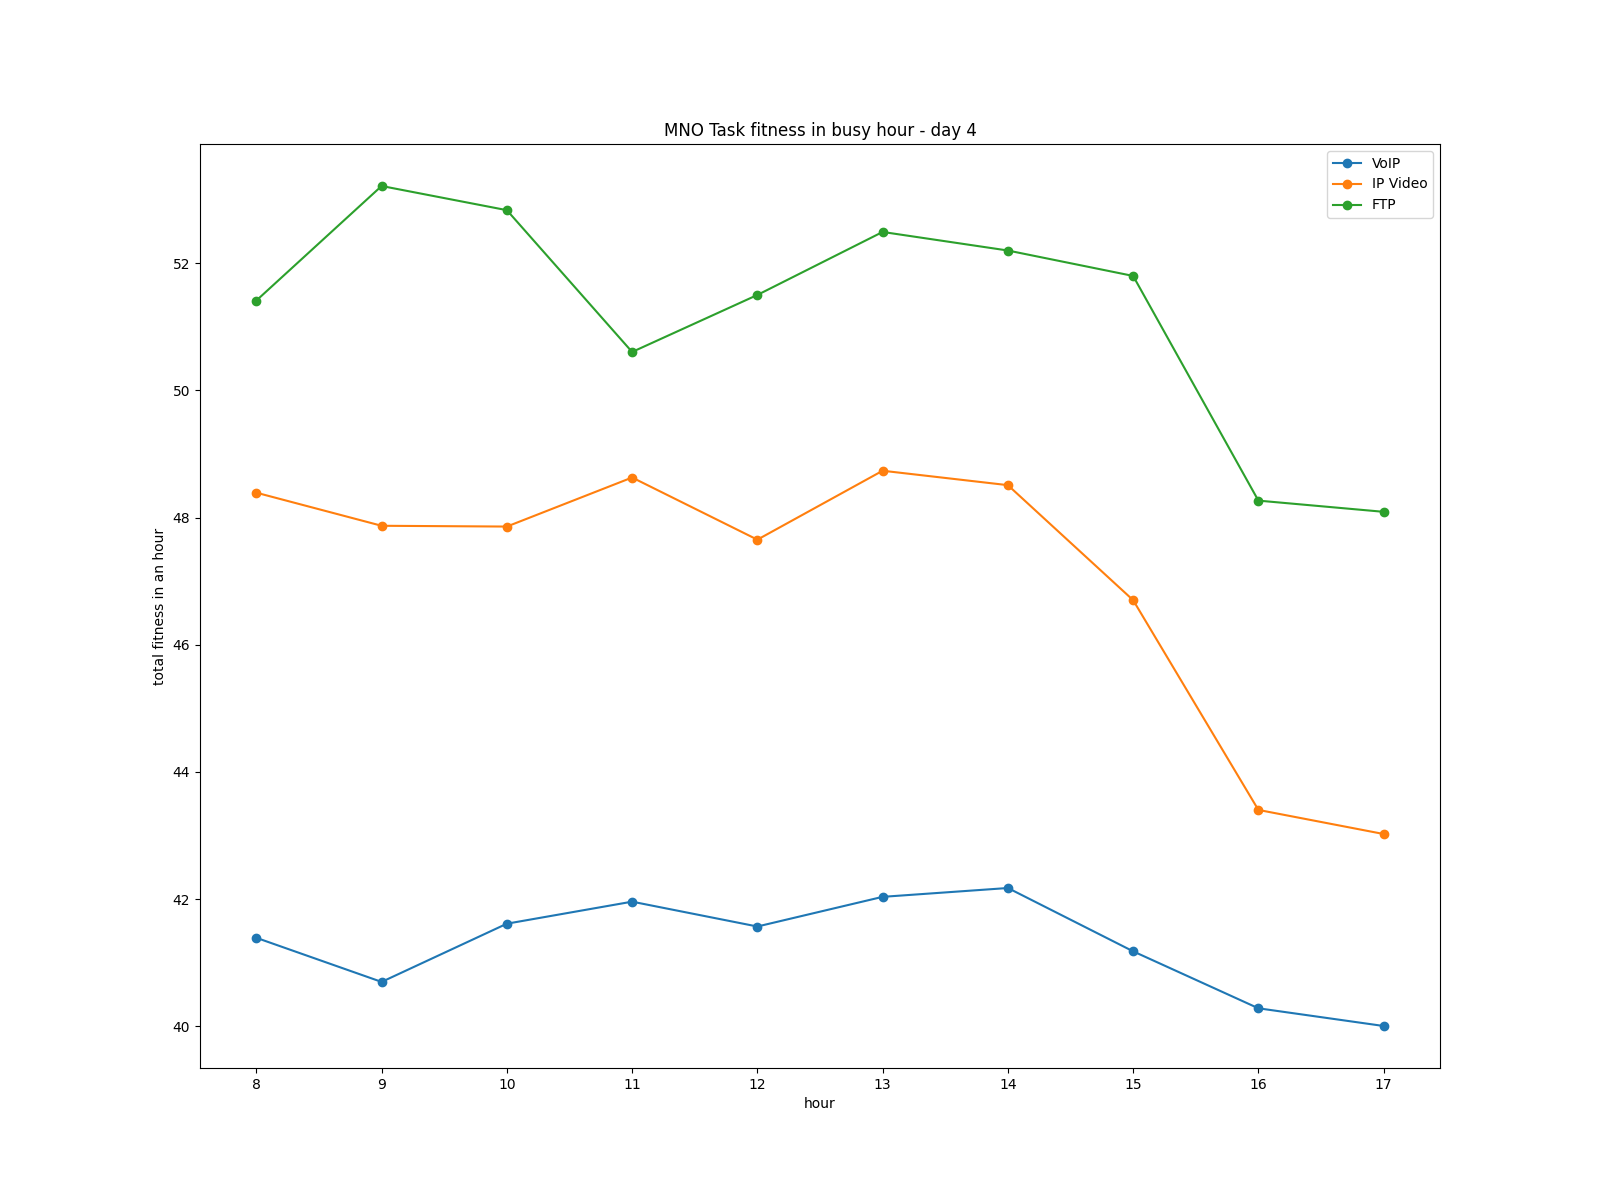 MNO Task fitness in busy hour - day 4
VoIP
IP Video
FTP
52
50
48
46
44
42
40
total fitness in an hour
8 9 10 11 12 13 14 15 16 17
hour